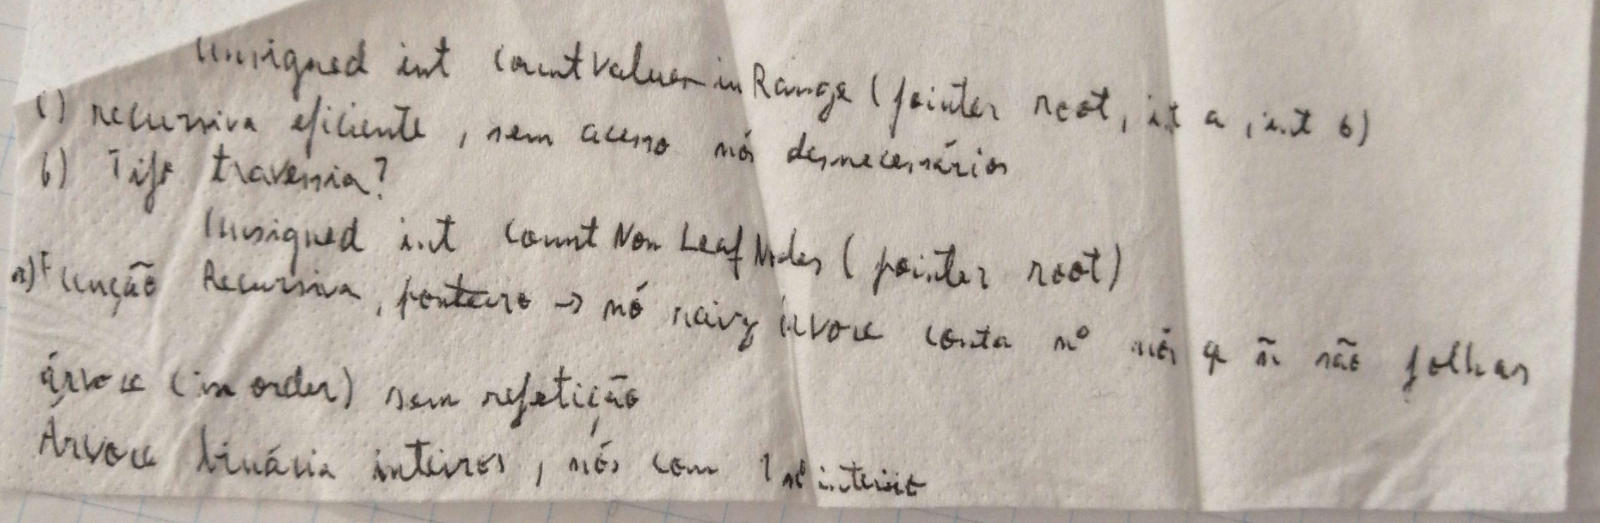 Unsigned int countValuesinRange (pointer root, int a, int b)
1) recursiva eficiente, sem acesso nós desnecessários
b) Tipo travessia?
Unsigned int countNonLeafNodes (pointer root)
a) Função Recursiva, ponteiro → nó raiz árvore conta nº nós q ñ são folhas
árvore (in order) sem repetição
Árvore binária inteiros, nós com 1 nº inteiro